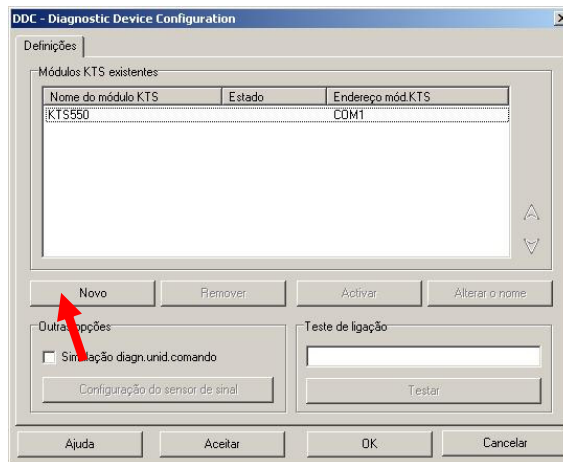 DDC - Diagnostic Device Configuration
Definições
Módulos KTS existentes
Nome do módulo KTS Estado Endereço mód.KTS
KTS550 COM1
Novo Remover Activar Alterar o nome
Outras opções Teste de ligação
Simulação diagn.unid.comando
Configuração do sensor de sinal Testar
Ajuda Aceitar OK Cancelar